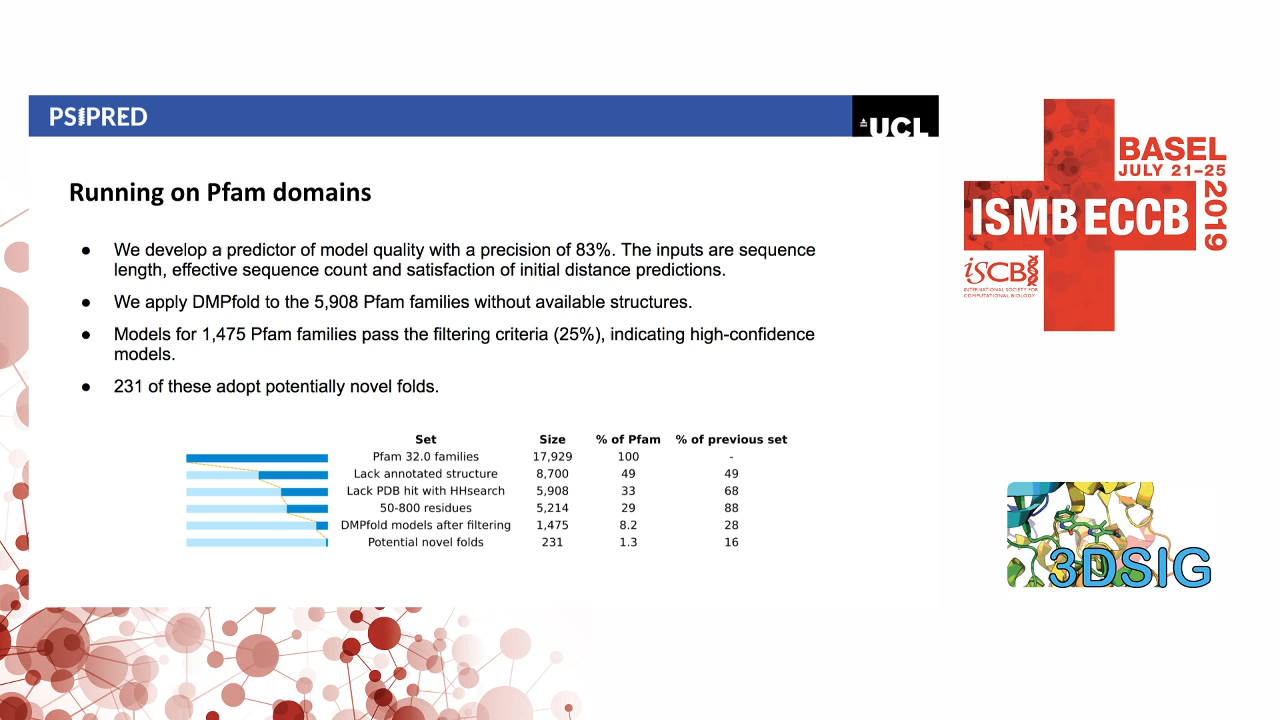 PSIPRED
UCL
Running on Pfam domains
● We develop a predictor of model quality with a precision of 83%. The inputs are sequence
length, effective sequence count and satisfaction of initial distance predictions.
● We apply DMPfold to the 5,908 Pfam families without available structures.
● Models for 1,475 Pfam families pass the filtering criteria (25%), indicating high-confidence
models.
● 231 of these adopt potentially novel folds.
Set Size % of Pfam % of previous set
Pfam 32.0 families 17,929 100 -
Lack annotated structure 8,700 49 49
Lack PDB hit with HHsearch 5,908 33 68
50-800 residues 5,214 29 88
DMPfold models after filtering 1,475 8.2 28
Potential novel folds 231 1.3 16
BASEL
JULY 21-25
2019
ISMB ECCB
iSCB
INTERNATIONAL SOCIETY FOR
COMPUTATIONAL BIOLOGY
3DSIG